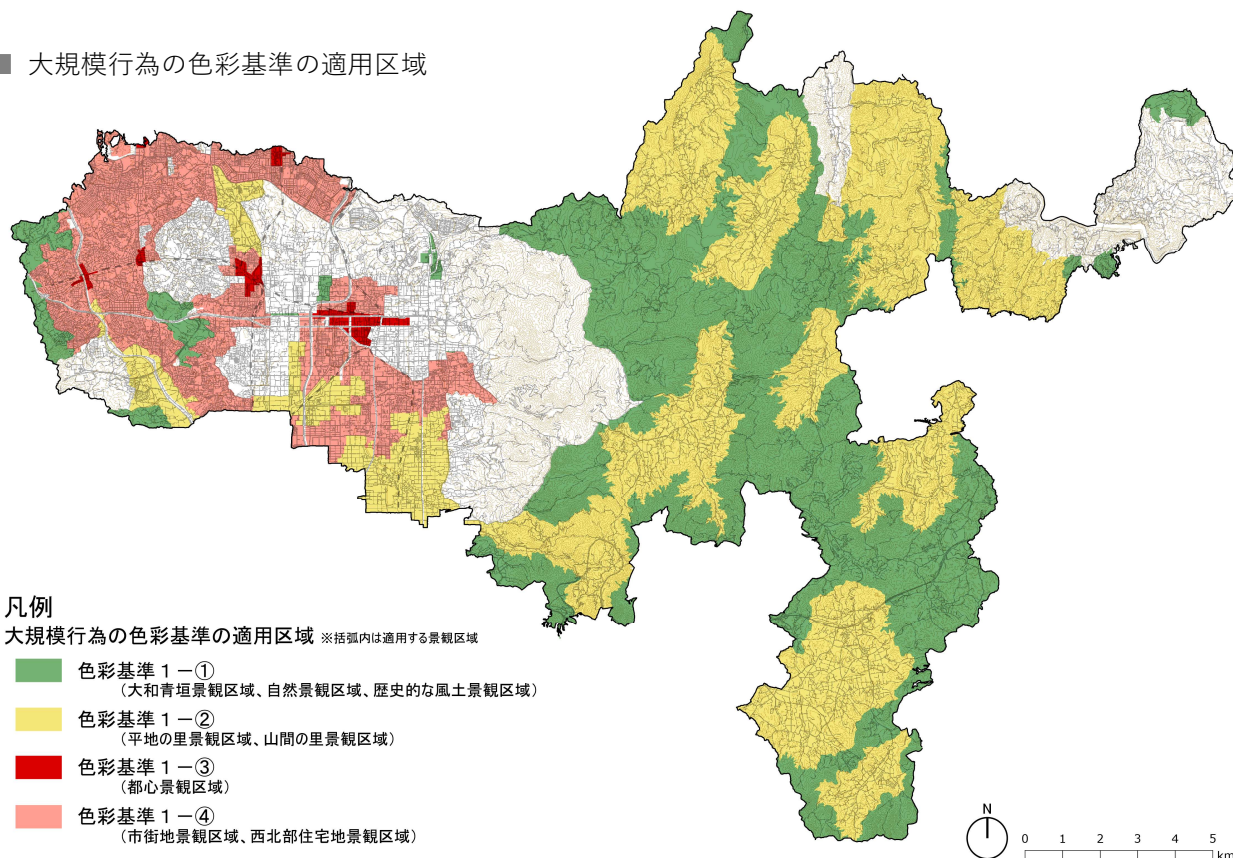 大規模行為の色彩基準の適用区域
凡例
大規模行為の色彩基準の適用区域 ※括弧内は適用する景観区域
色彩基準1-①
(大和青垣景観区域、自然景観区域、歴史的な風土景観区域)
色彩基準1-②
(平地の里景観区域、山間の里景観区域)
色彩基準1-③
(都心景観区域)
色彩基準1-④
(市街地景観区域、西北部住宅地景観区域)
N
0 1 2 3 4 5
km